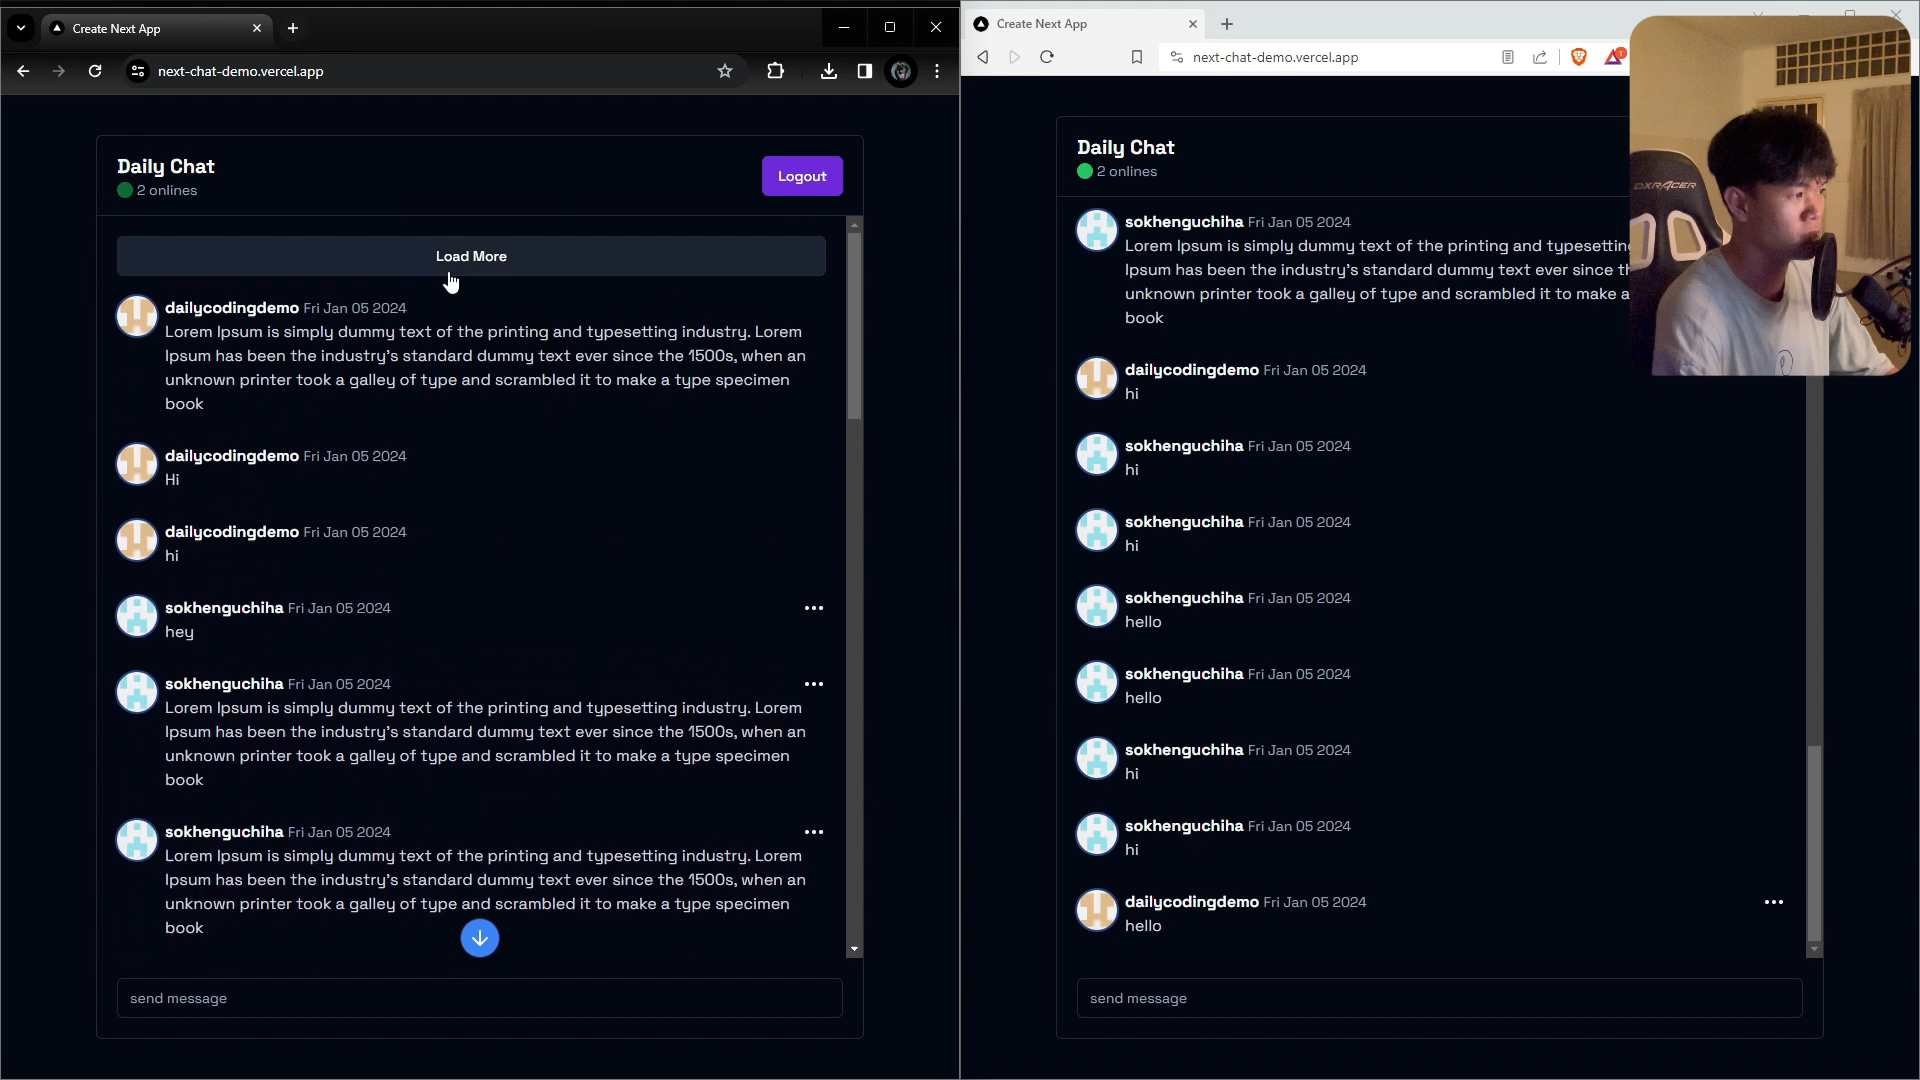 Create Next App
next-chat-demo.vercel.app
Daily Chat
2 onlines
Logout
Load More
dailycodingdemo Fri Jan 05 2024
Lorem Ipsum is simply dummy text of the printing and typesetting industry. Lorem
Ipsum has been the industry's standard dummy text ever since the 1500s, when an
unknown printer took a galley of type and scrambled it to make a type specimen
book
dailycodingdemo Fri Jan 05 2024
Hi
dailycodingdemo Fri Jan 05 2024
hi
sokhenguchiha Fri Jan 05 2024
hey
sokhenguchiha Fri Jan 05 2024
Lorem Ipsum is simply dummy text of the printing and typesetting industry. Lorem
Ipsum has been the industry's standard dummy text ever since the 1500s, when an
unknown printer took a galley of type and scrambled it to make a type specimen
book
sokhenguchiha Fri Jan 05 2024
Lorem Ipsum is simply dummy text of the printing and typesetting industry. Lorem
Ipsum has been the industry's standard dummy text ever since the 1500s, when an
unknown printer took a galley of type and scrambled it to make a type specimen
book
send message
Create Next App
next-chat-demo.vercel.app
1
Daily Chat
2 onlines
sokhenguchiha Fri Jan 05 2024
Lorem Ipsum is simply dummy text of the printing and typesetting
Ipsum has been the industry's standard dummy text ever since
unknown printer took a galley of type and scrambled it to make a
book
dailycodingdemo Fri Jan 05 2024
hi
sokhenguchiha Fri Jan 05 2024
hi
sokhenguchiha Fri Jan 05 2024
hi
sokhenguchiha Fri Jan 05 2024
hello
sokhenguchiha Fri Jan 05 2024
hello
sokhenguchiha Fri Jan 05 2024
hi
sokhenguchiha Fri Jan 05 2024
hi
dailycodingdemo Fri Jan 05 2024
hello
send message
DXRACER